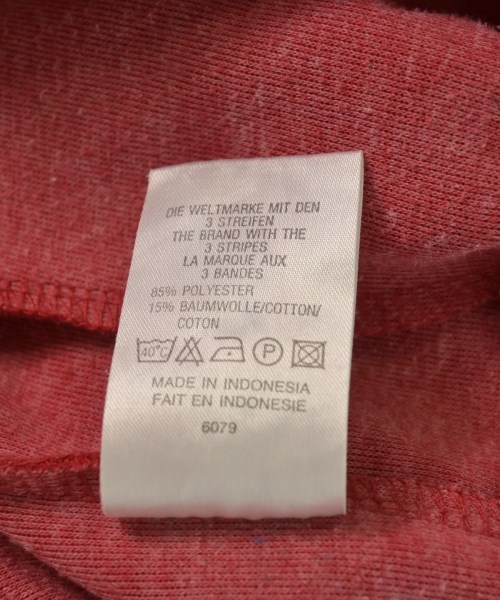 DIE WELTMARKE MIT DEN
3 STREIFEN
THE BRAND WITH THE
3 STRIPES
LA MARQUE AUX
3 BANDES
85% POLYESTER
15% BAUMWOLLE/COTTON/
COTON
40°C P
MADE IN INDONESIA
FAIT EN INDONESIE
6079